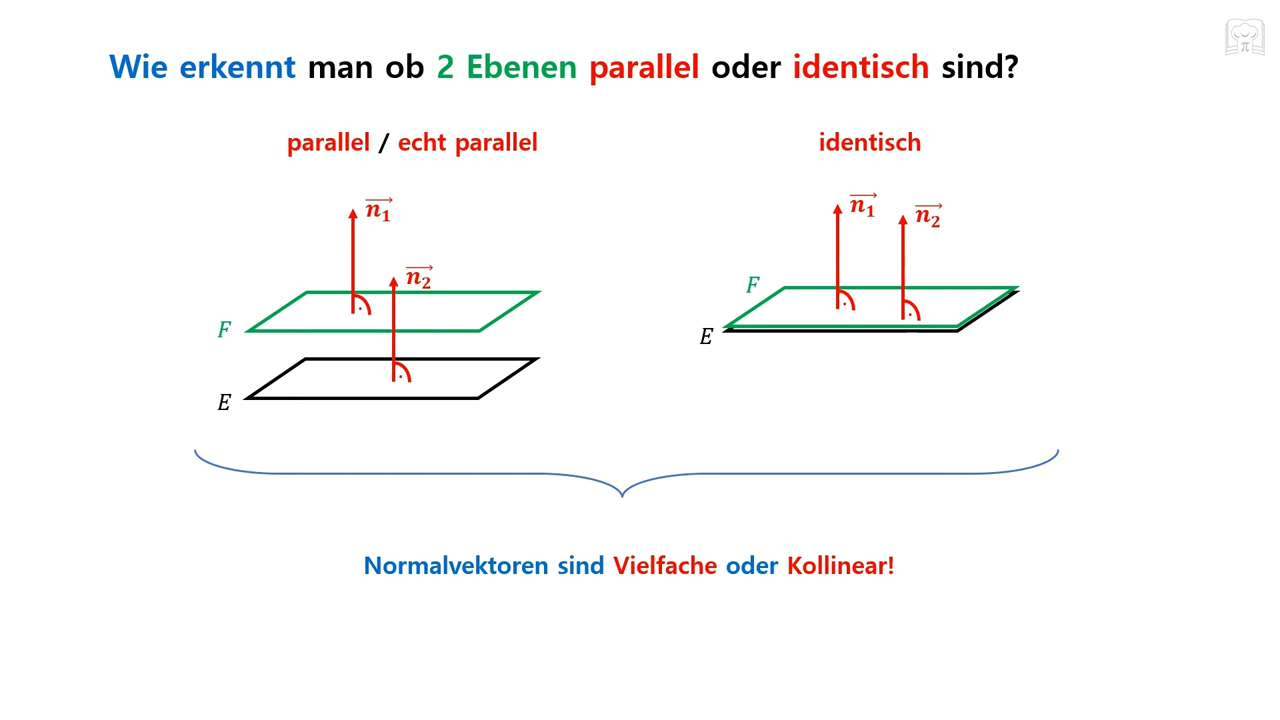 Wie erkennt man ob 2 Ebenen parallel oder identisch sind?
parallel / echt parallel
identisch
n₁
n₂
F
E
n₁
n₂
F
E
Normalvektoren sind Vielfache oder Kollinear!
π